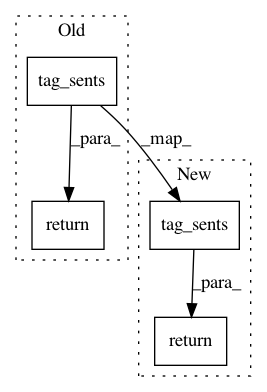 Old
tag_sents
_para_
_map_
New
return
tag_sents
_para_
return